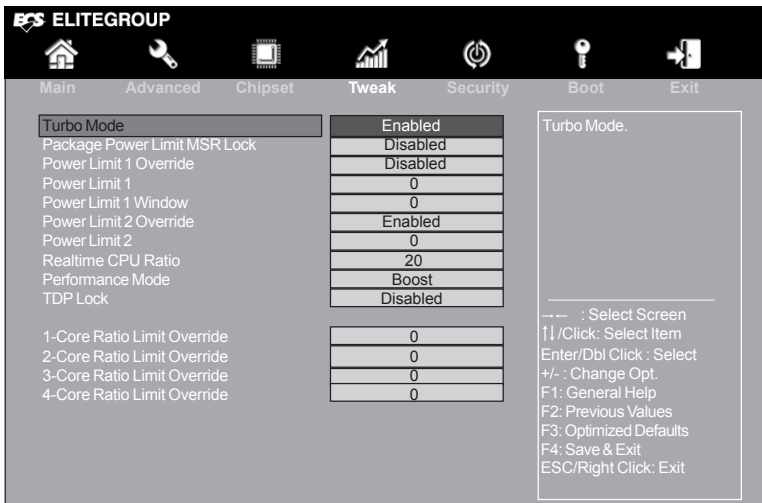 ECS ELITEGROUP
Main Advanced Chipset Tweak Security Boot Exit
Turbo Mode Enabled
Package Power Limit MSR Lock Disabled
Power Limit 1 Override Disabled
Power Limit 1 0
Power Limit 1 Window 0
Power Limit 2 Override Enabled
Power Limit 2 0
Realtime CPU Ratio 20
Performance Mode Boost
TDP Lock Disabled
1-Core Ratio Limit Override 0
2-Core Ratio Limit Override 0
3-Core Ratio Limit Override 0
4-Core Ratio Limit Override 0
Turbo Mode.
→← : Select Screen
↑↓/Click: Select Item
Enter/Dbl Click : Select
+/- : Change Opt.
F1: General Help
F2: Previous Values
F3: Optimized Defaults
F4: Save & Exit
ESC/Right Click: Exit